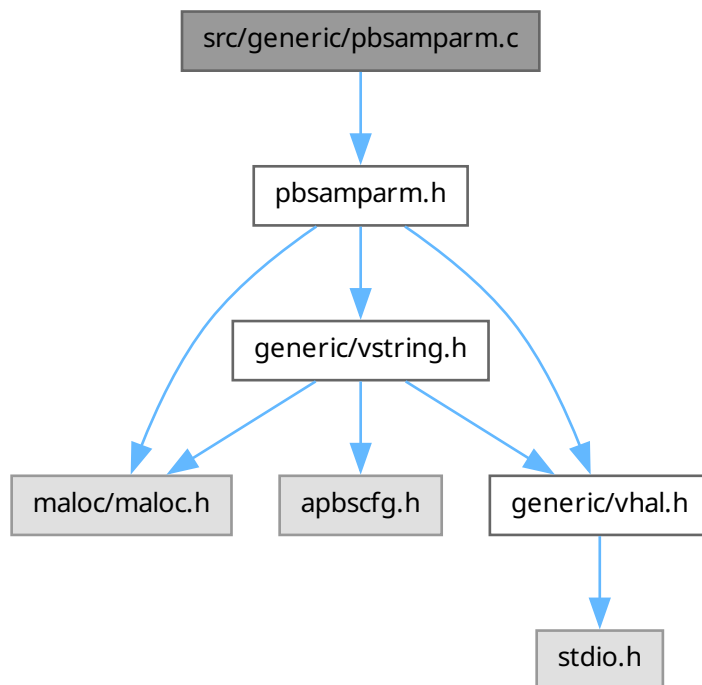 src/generic/pbsamparm.c
pbsamparm.h
generic/vstring.h
maloc/maloc.h
apbscfg.h
generic/vhal.h
stdio.h